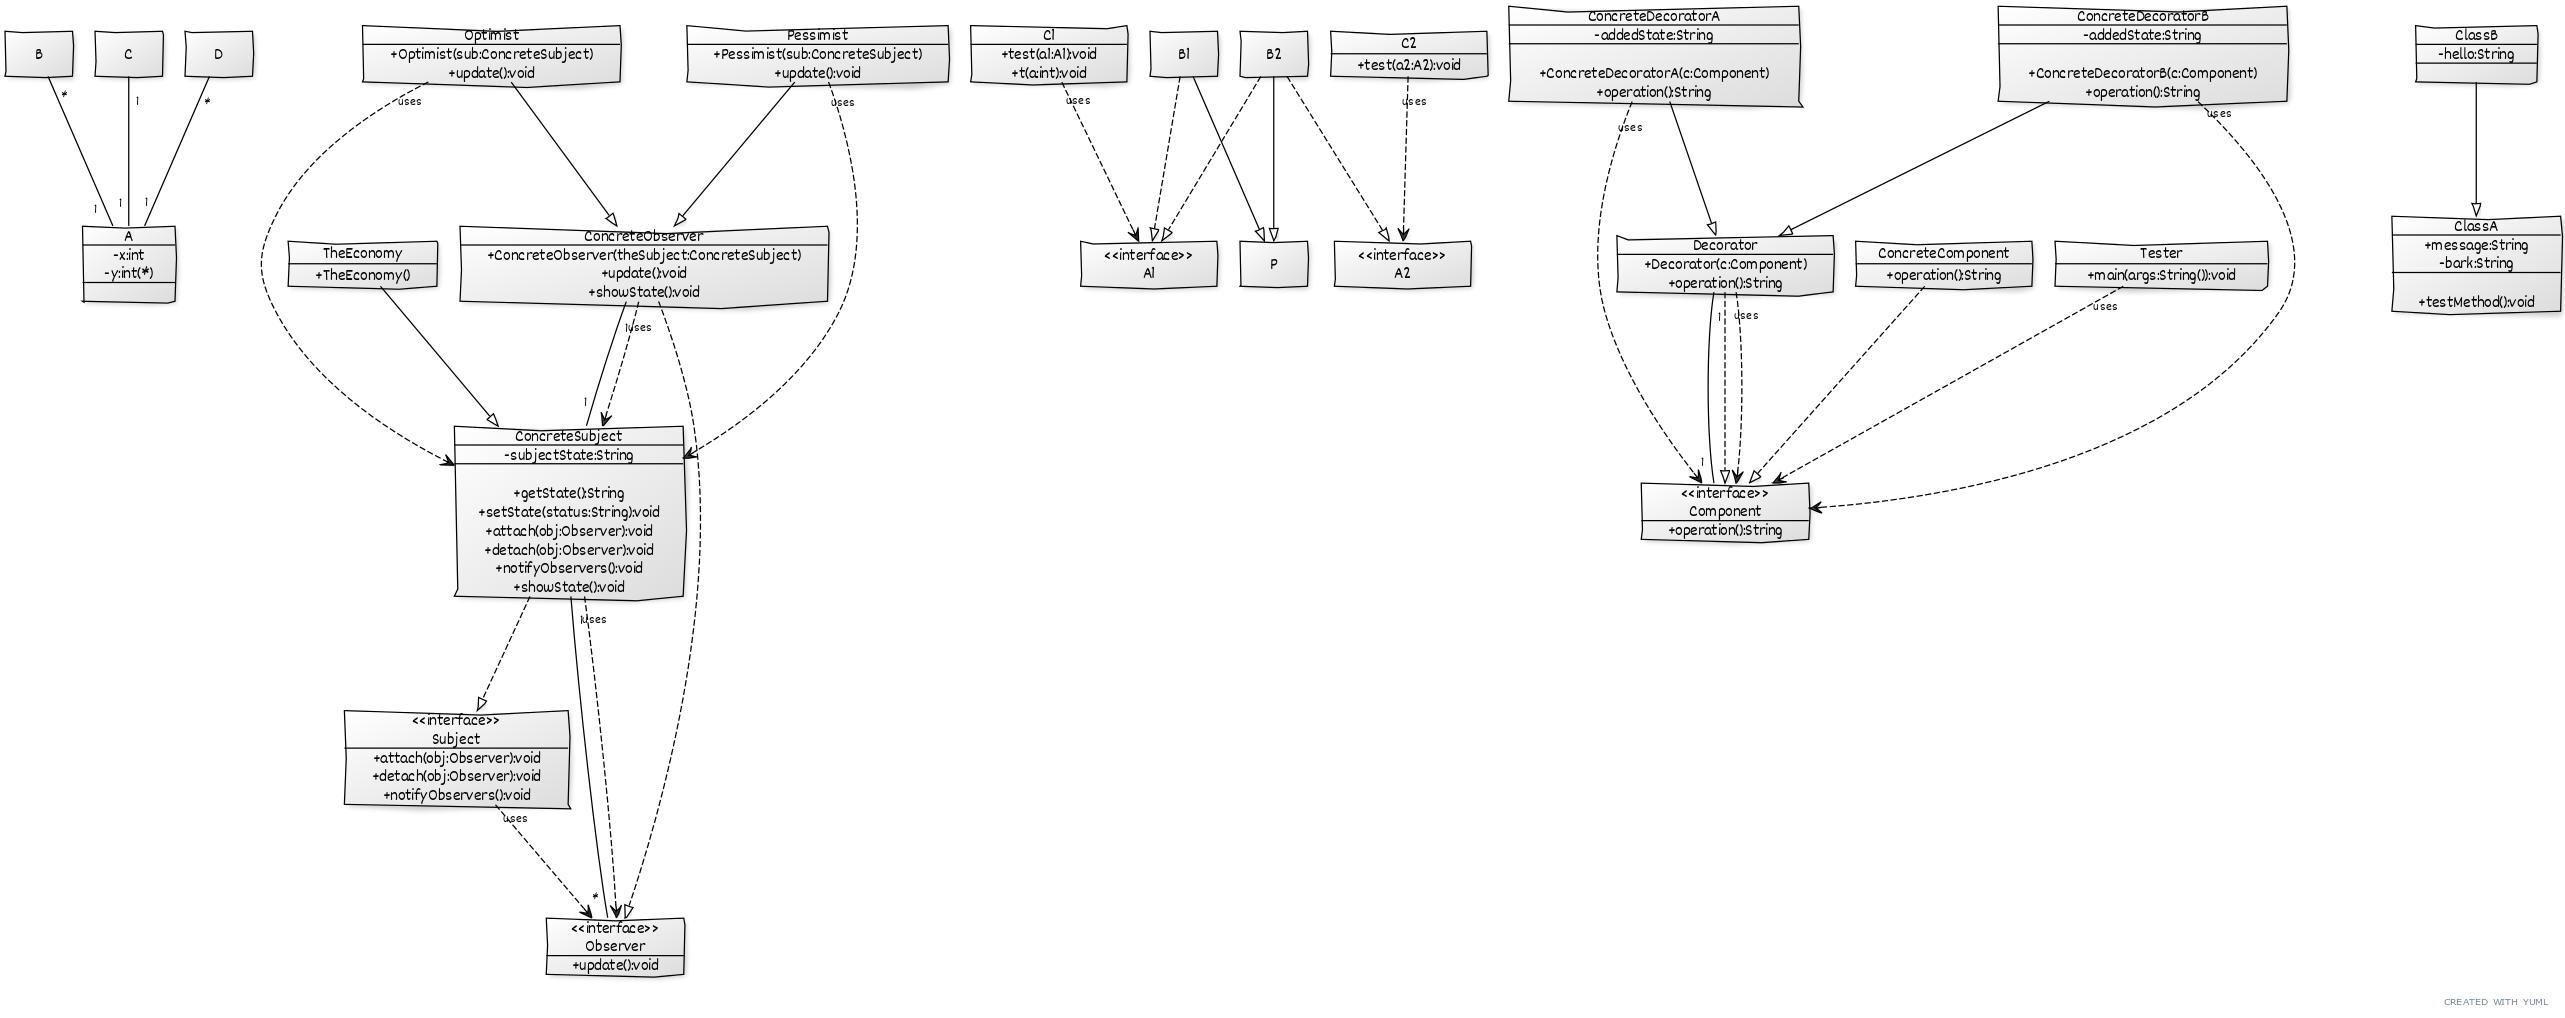 B
C
D
*
1
*
1
1
1
A
-x:int
-y:int(*)
Optimist
+Optimist(sub:ConcreteSubject)
+update():void
uses
Pessimist
+Pessimist(sub:ConcreteSubject)
+update():void
uses
TheEconomy
+TheEconomy()
ConcreteObserver
+ConcreteObserver(theSubject:ConcreteSubject)
+update():void
+showState():void
1
uses
1
ConcreteSubject
-subjectState:String
+getState():String
+setState(status:String):void
+attach(obj:Observer):void
+detach(obj:Observer):void
+notifyObservers():void
+showState():void
1
uses
<<interface>>
Subject
+attach(obj:Observer):void
+detach(obj:Observer):void
+notifyObservers():void
uses
*
<<interface>>
Observer
+update():void
C1
+test(a1:A1):void
+t(a:int):void
uses
B1
B2
C2
+test(a2:A2):void
uses
<<interface>>
A1
P
<<interface>>
A2
ConcreteDecoratorA
-addedState:String
+ConcreteDecoratorA(c:Component)
+operation():String
uses
ConcreteDecoratorB
-addedState:String
+ConcreteDecoratorB(c:Component)
+operation():String
uses
Decorator
+Decorator(c:Component)
+operation():String
1
uses
ConcreteComponent
+operation():String
Tester
+main(args:String()):void
uses
1
<<interface>>
Component
+operation():String
ClassB
-hello:String
ClassA
+message:String
-bark:String
+testMethod():void
CREATED WITH YUML